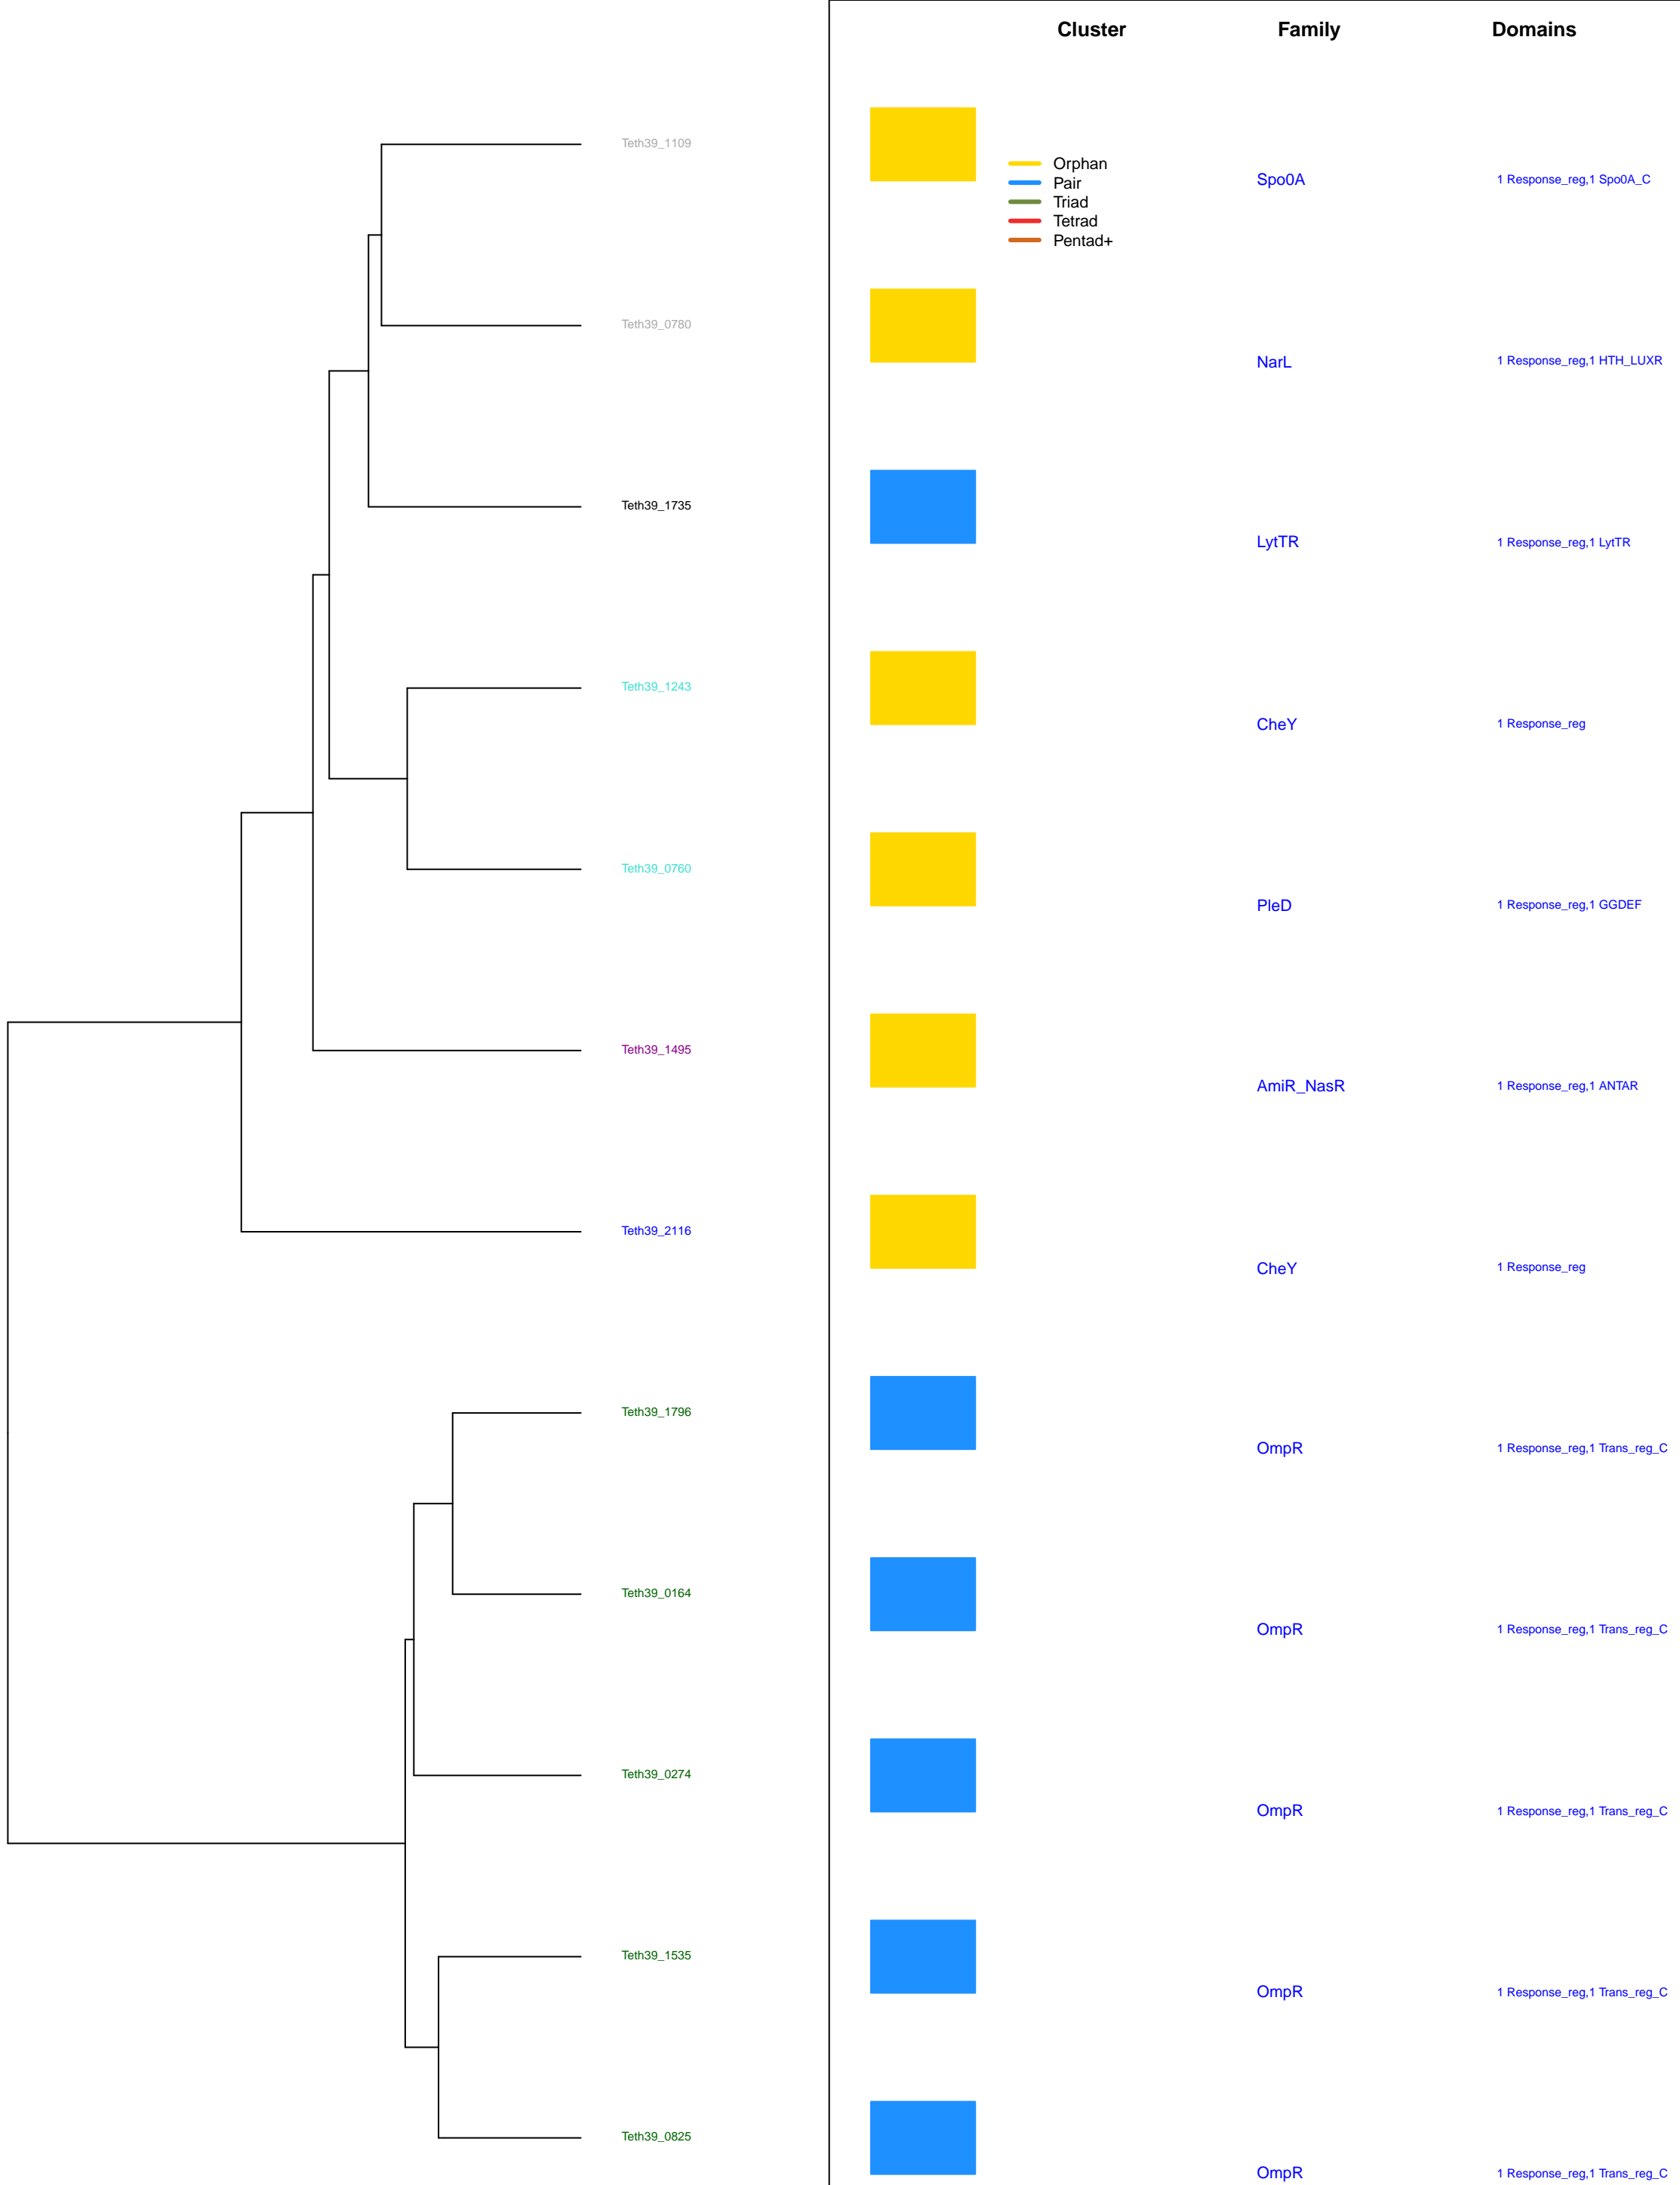 Cluster Family Domains
Teth39_1109
Orphan
Pair
Triad
Tetrad
Pentad+
Spo0A 1 Response_reg,1 Spo0A_C
Teth39_0780
NarL 1 Response_reg,1 HTH_LUXR
Teth39_1735
LytTR 1 Response_reg,1 LytTR
Teth39_1243
CheY 1 Response_reg
Teth39_0760
PleD 1 Response_reg,1 GGDEF
Teth39_1495
AmiR_NasR 1 Response_reg,1 ANTAR
Teth39_2116
CheY 1 Response_reg
Teth39_1796
OmpR 1 Response_reg,1 Trans_reg_C
Teth39_0164
OmpR 1 Response_reg,1 Trans_reg_C
Teth39_0274
OmpR 1 Response_reg,1 Trans_reg_C
Teth39_1535
OmpR 1 Response_reg,1 Trans_reg_C
Teth39_0825
OmpR 1 Response_reg,1 Trans_reg_C